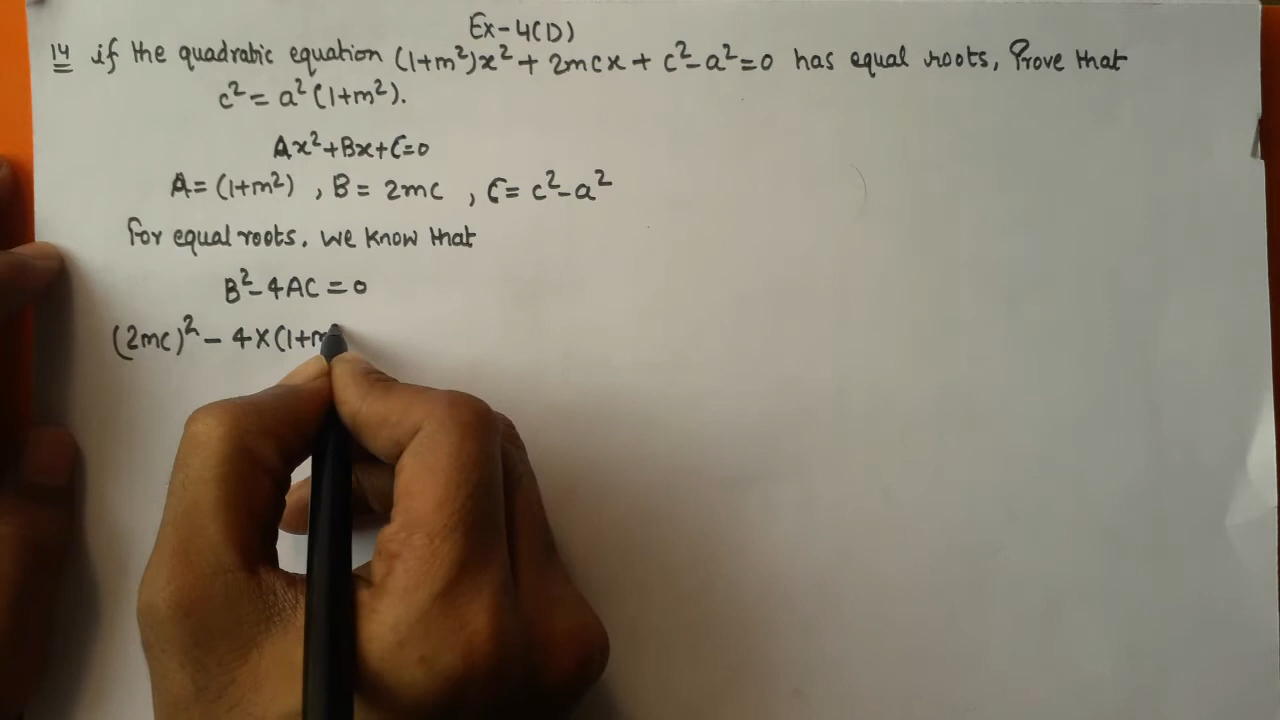 Ex-4(D)
14 if the quadratic equation (1+m²)x² + 2mcx + c²-a²=0 has equal roots, Prove that
c² = a²(1+m²).
Ax²+Bx+C=0
A= (1+m²) , B= 2mc , C= c²-a²
For equal roots, we know that
B²-4AC = 0
(2mc)² - 4×(1+m